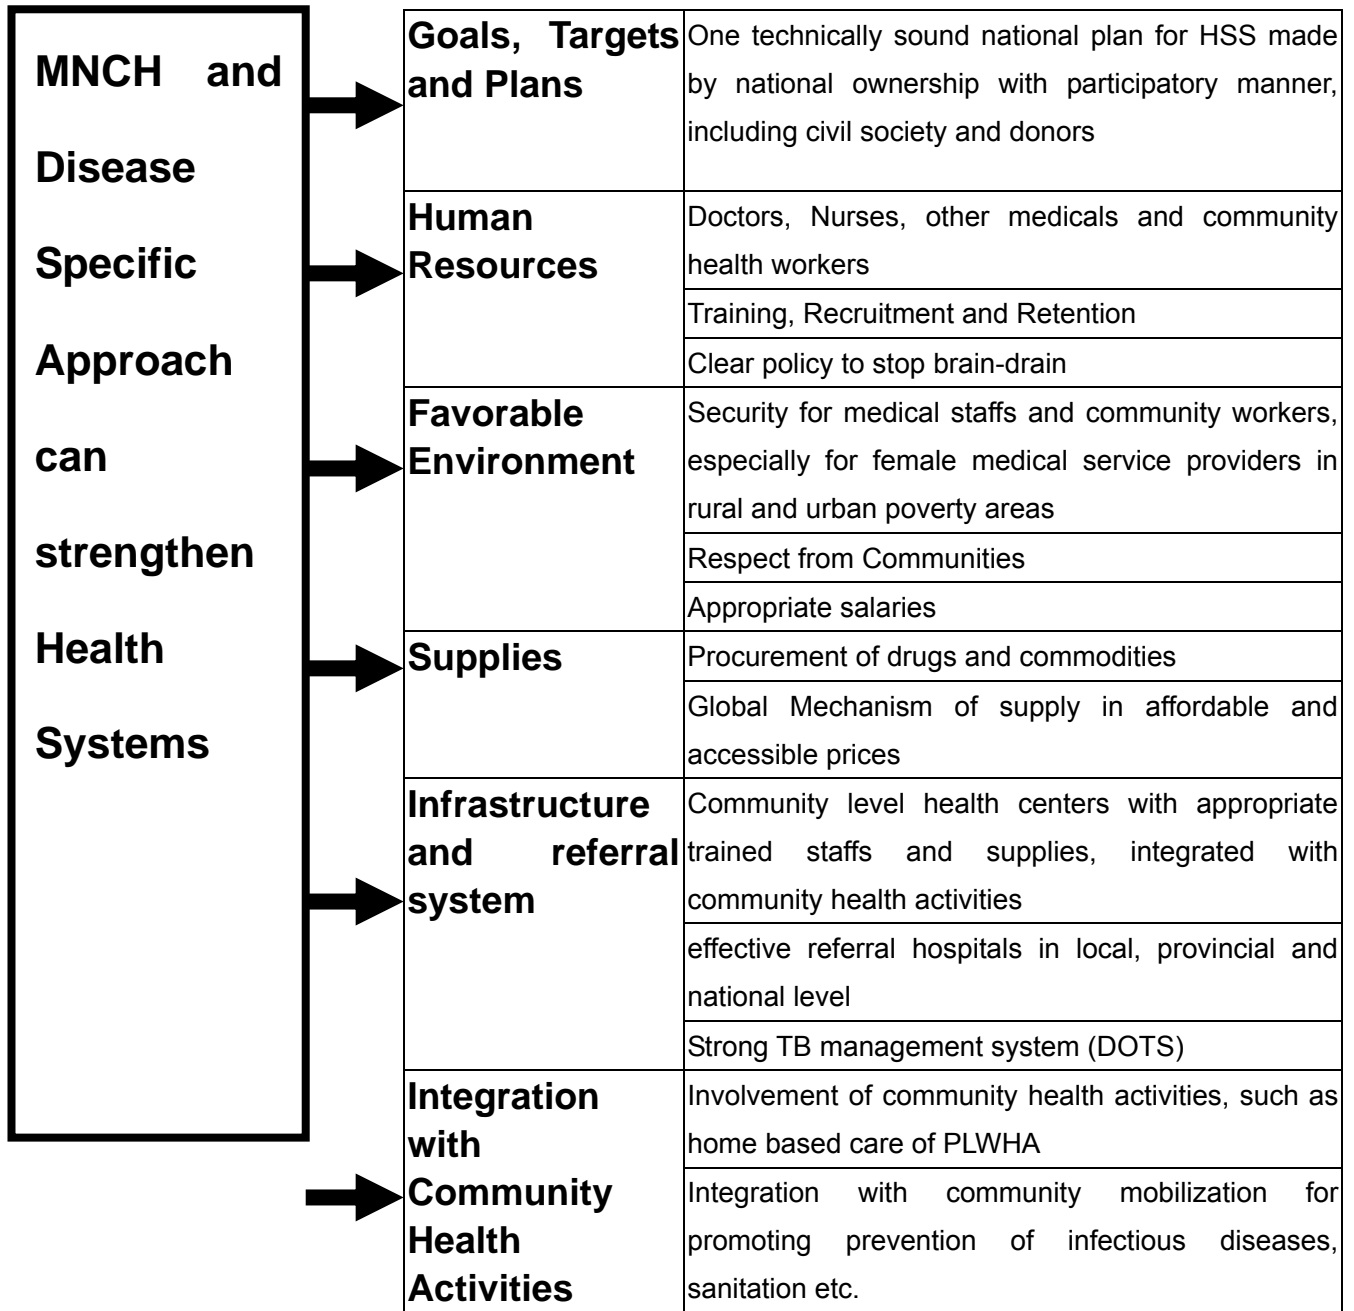 MNCH and
Disease
Specific
Approach
can
strengthen
Health
Systems
Goals, Targets
and Plans
One technically sound national plan for HSS made
by national ownership with participatory manner,
including civil society and donors
Human
Resources
Doctors, Nurses, other medicals and community
health workers
Training, Recruitment and Retention
Clear policy to stop brain-drain
Favorable
Environment
Security for medical staffs and community workers,
especially for female medical service providers in
rural and urban poverty areas
Respect from Communities
Appropriate salaries
Supplies
Procurement of drugs and commodities
Global Mechanism of supply in affordable and
accessible prices
Infrastructure
and referral
system
Community level health centers with appropriate
trained staffs and supplies, integrated with
community health activities
effective referral hospitals in local, provincial and
national level
Strong TB management system (DOTS)
Integration
with
Community
Health
Activities
Involvement of community health activities, such as
home based care of PLWHA
Integration with community mobilization for
promoting prevention of infectious diseases,
sanitation etc.